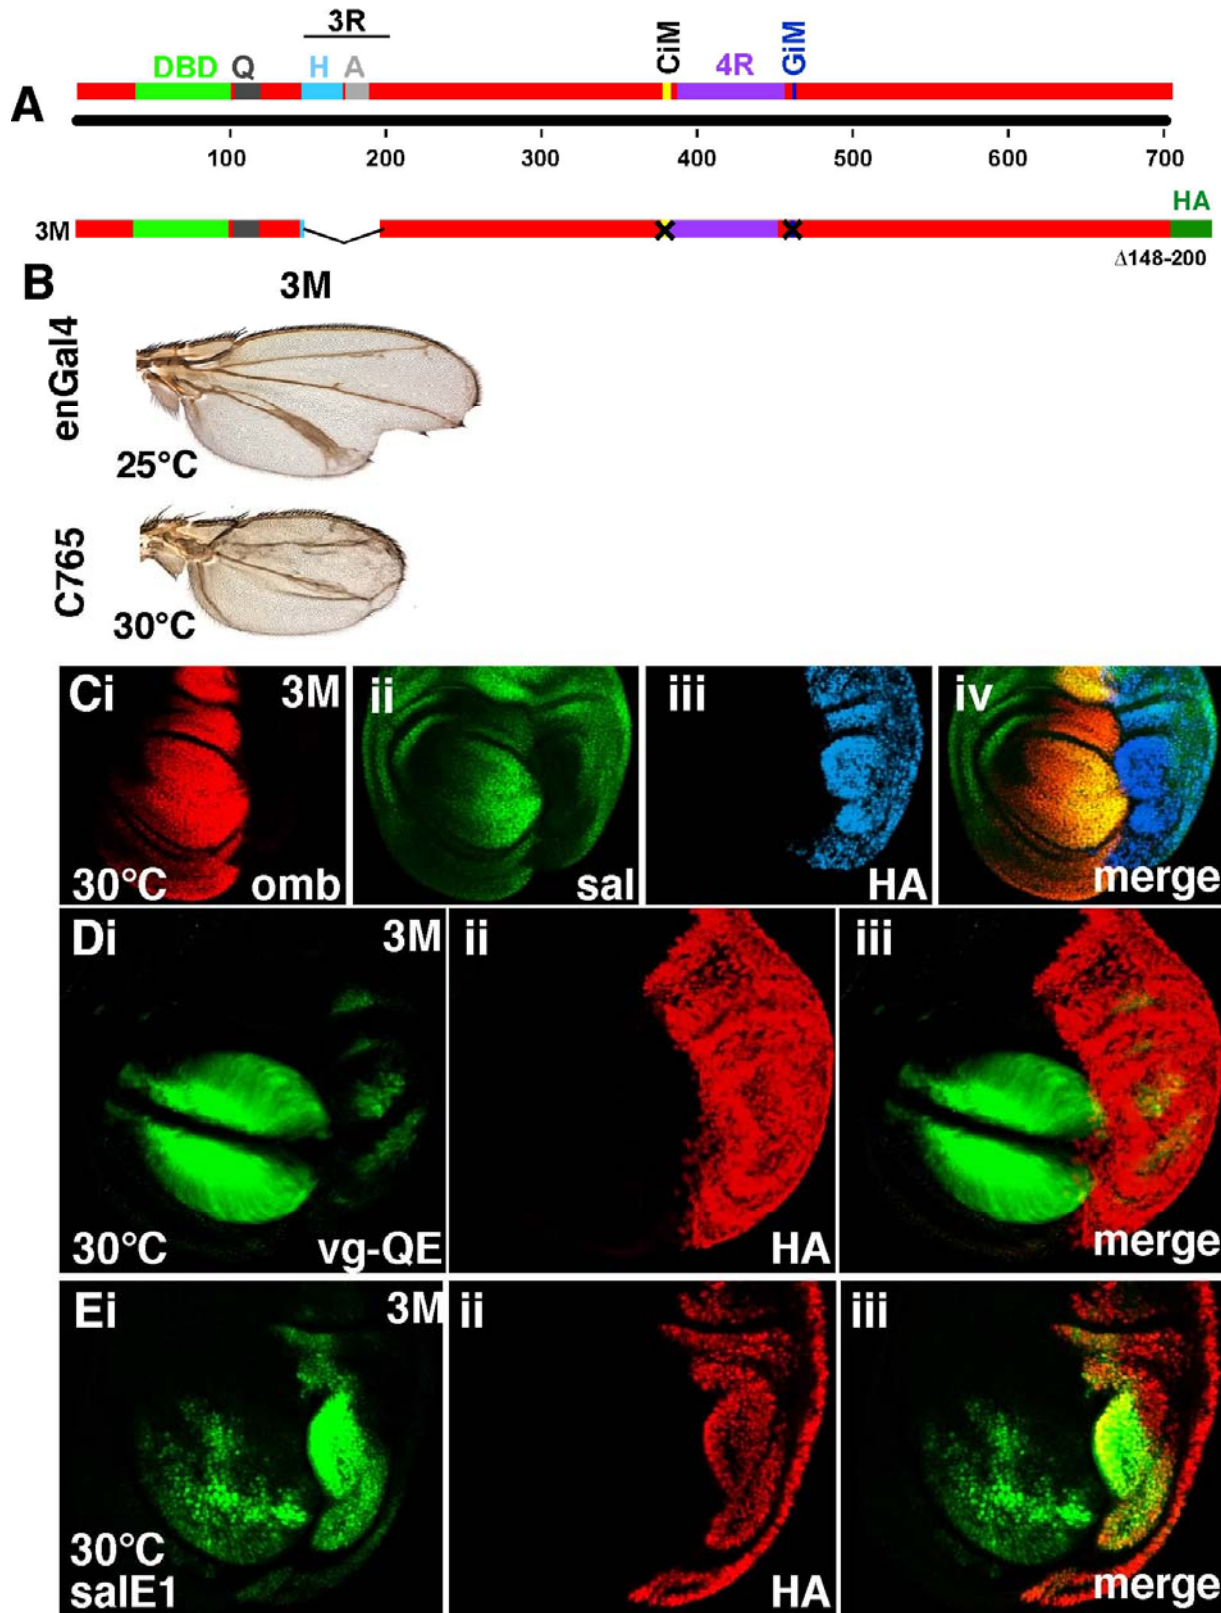 3R
DBD Q H A CiM 4R GiM
A
100 200 300 400 500 600 700
HA
3M
Δ148-200
B 3M
enGal4
25°C
C765
30°C
Ci 3M ii iii iv
30°C omb sal HA merge
Di 3M ii iii
30°C vg-QE HA merge
Ei 3M ii iii
30°C
salE1 HA merge